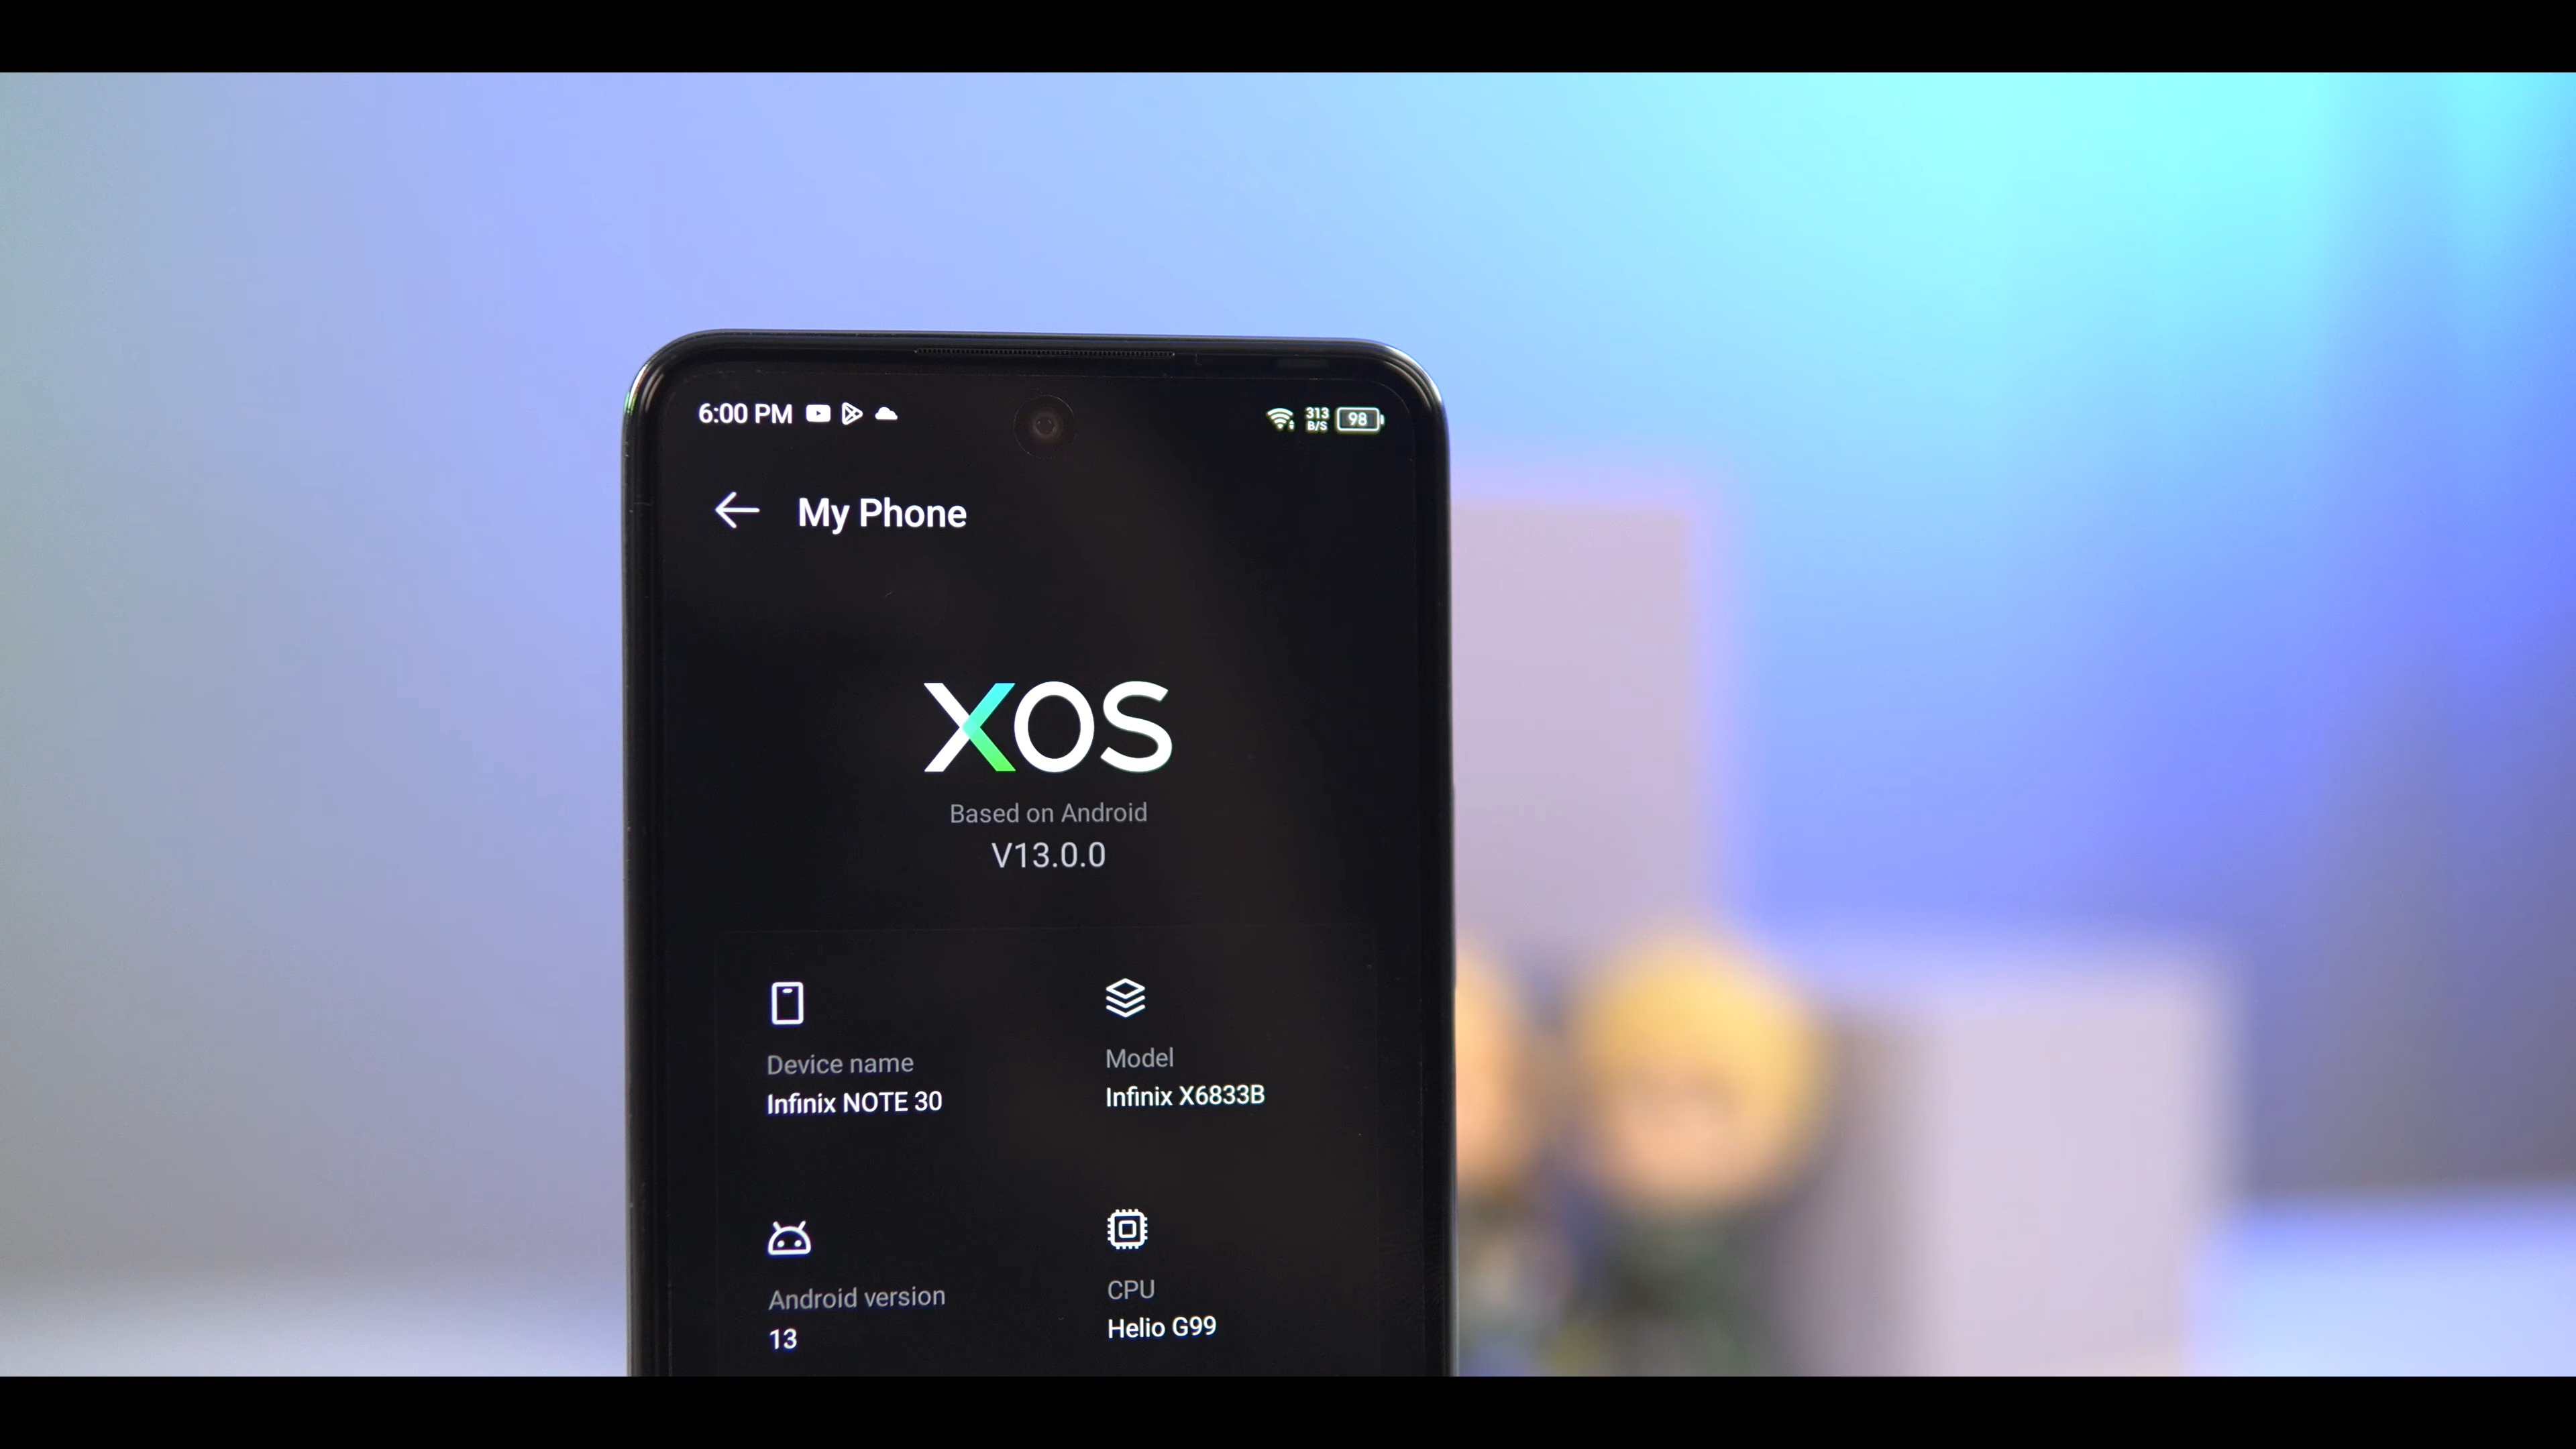 6:00 PM
313 B/S
98
My Phone
XOS
Based on Android
V13.0.0
Device name
Infinix NOTE 30
Model
Infinix X6833B
Android version
13
CPU
Helio G99